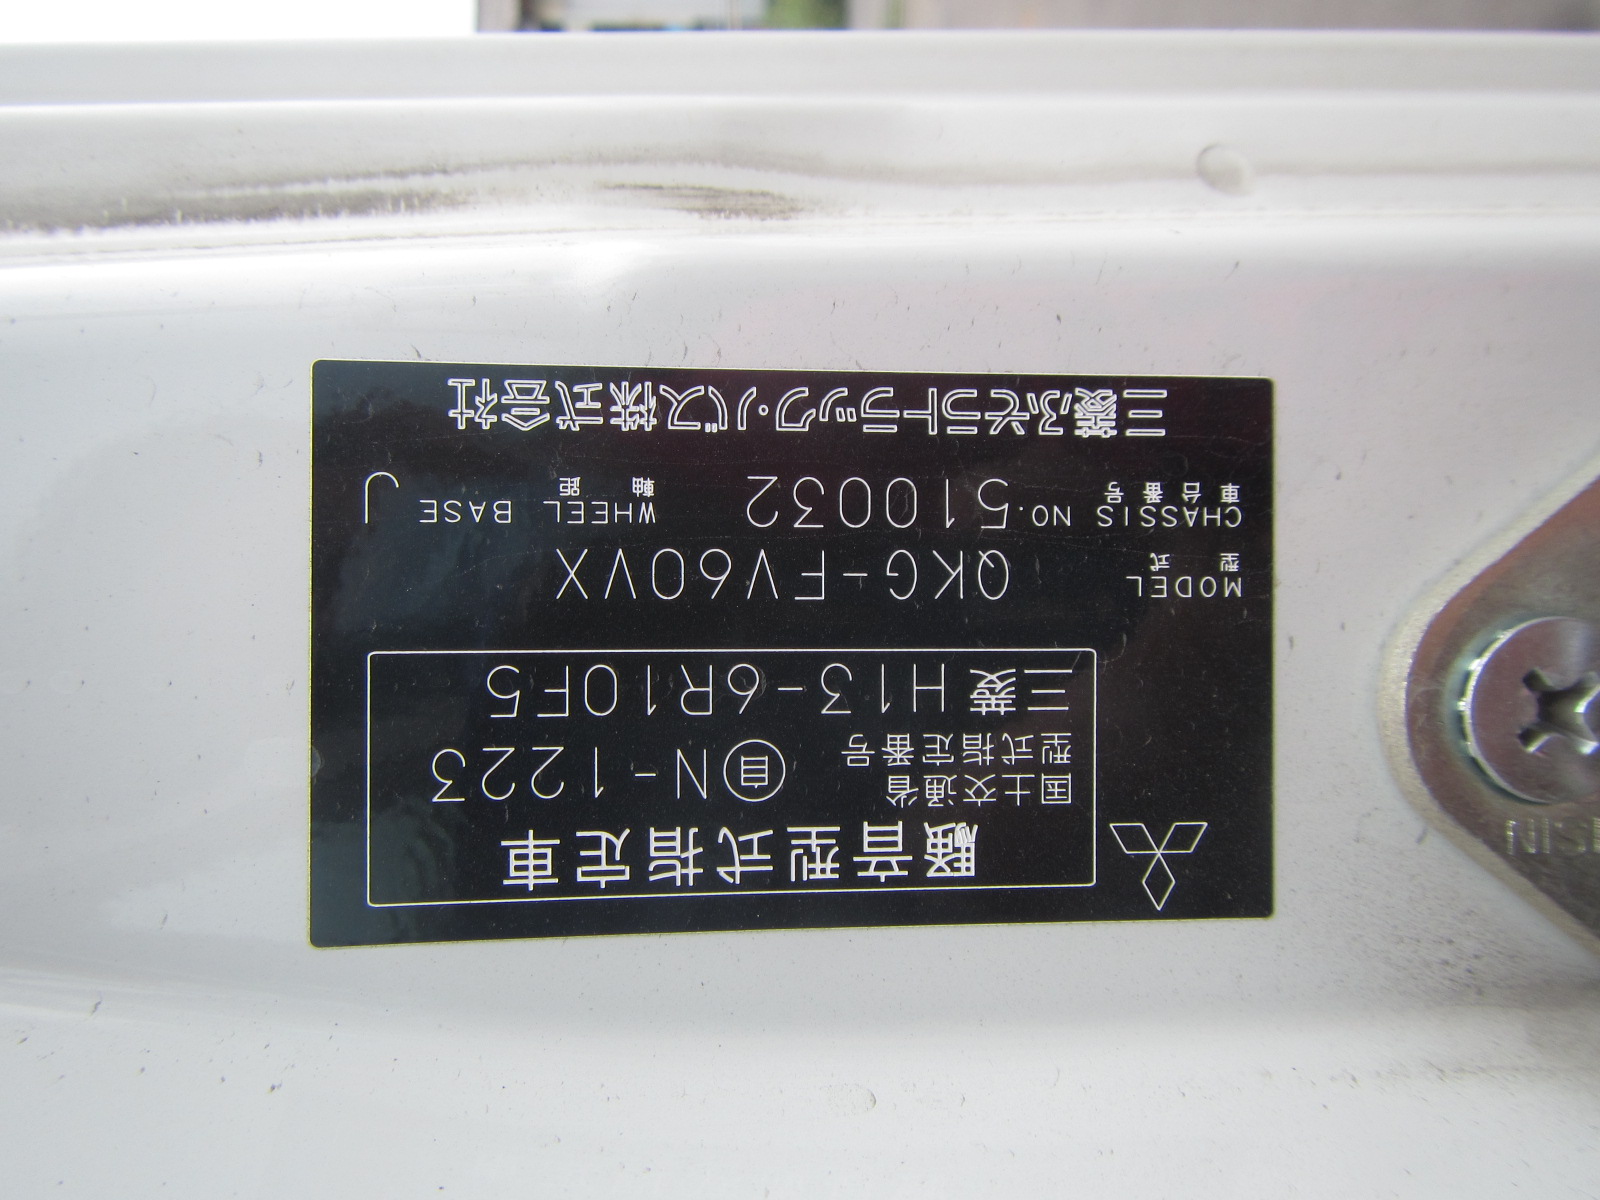 騒音型式指定車
国土交通省
型式指定番号
自 N-1223
三菱 H13-6R10F5
MODEL 型式 QKG-FV60VX
CHASSIS NO. 車台番号 510032 WHEEL BASE 軸距 J
三菱ふそうトラック・バス株式会社
ISIN